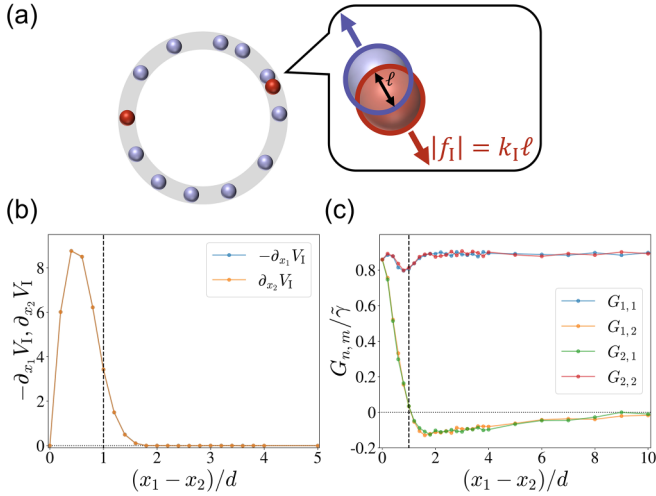 (a)
ℓ
|f_I| = k_Iℓ
(b)
−∂_{x_1}V_I, ∂_{x_2}V_I
8
6
4
2
0
−∂_{x_1}V_I
∂_{x_2}V_I
0 1 2 3 4 5
(x_1 − x_2)/d
(c)
G_{n,m}/γ̃
0.8
0.6
0.4
0.2
0
-0.2
G_{1,1}
G_{1,2}
G_{2,1}
G_{2,2}
0 2 4 6 8 10
(x_1 − x_2)/d